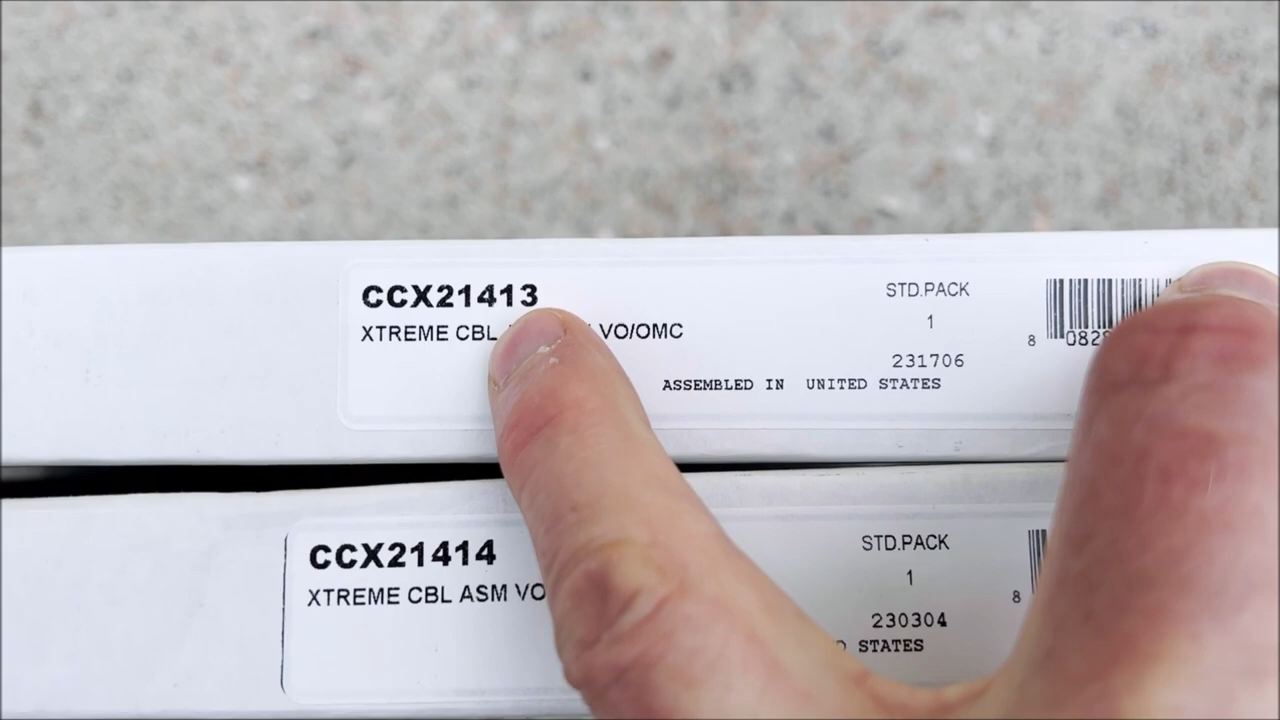 CCX21413
XTREME CBL VO/OMC
STD.PACK
1
231706
ASSEMBLED IN UNITED STATES
8
082
CCX21414
XTREME CBL ASM VO
STD.PACK
1
230304
STATES
8